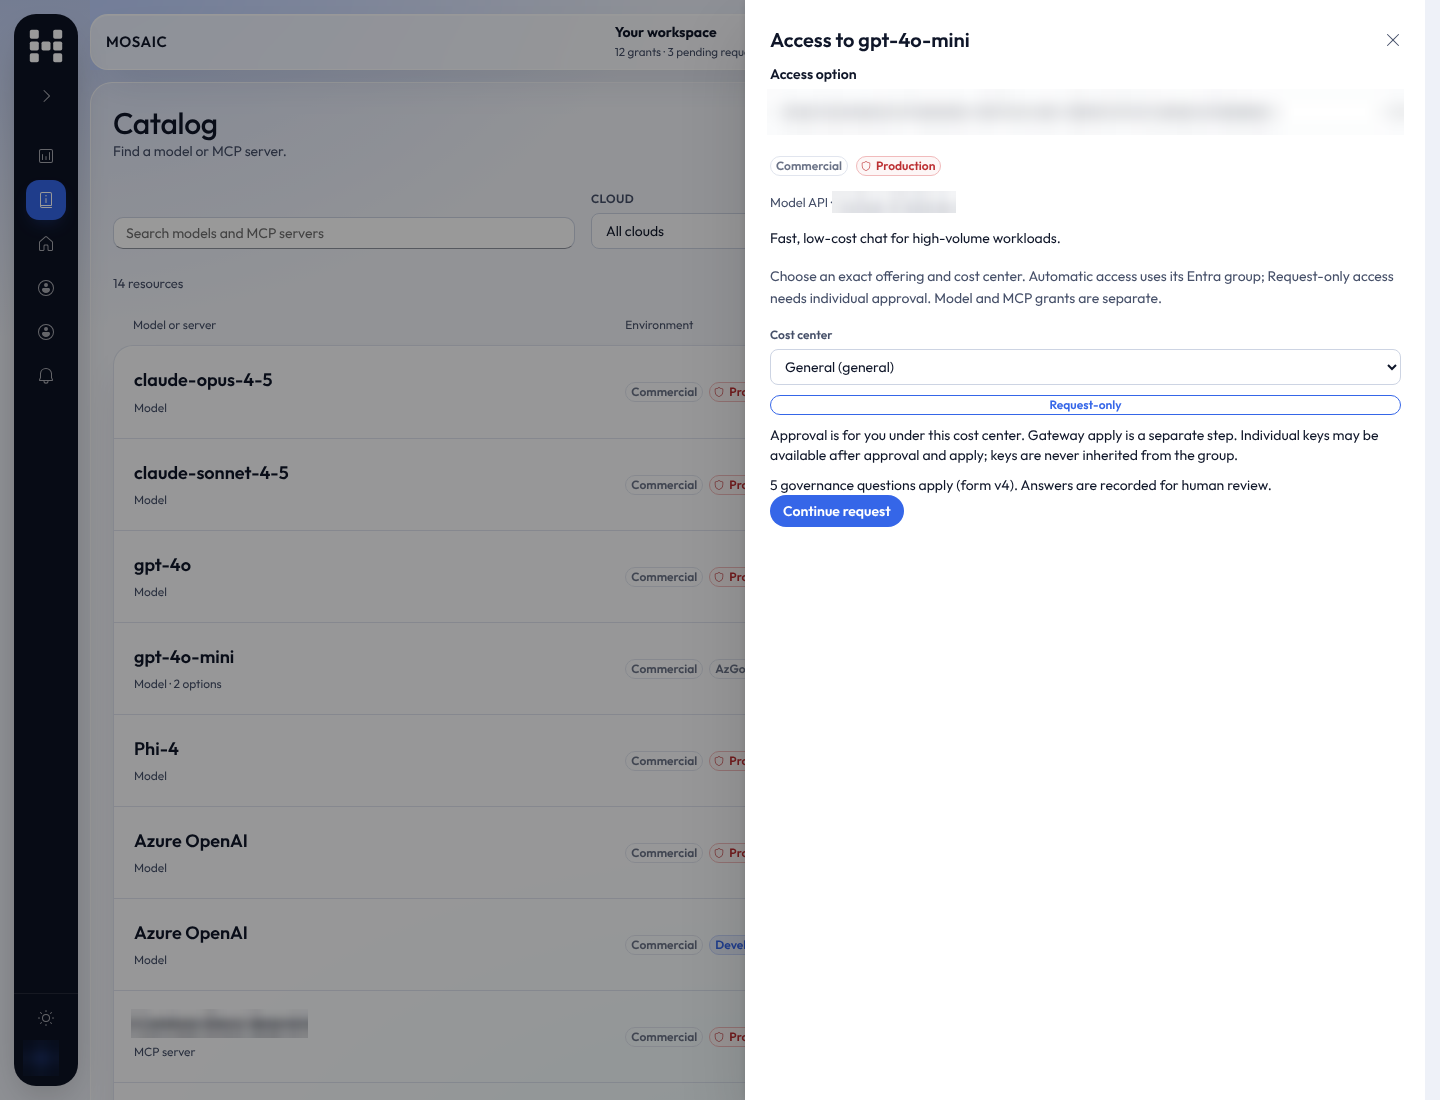 MOSAIC
Your workspace
12 grants · 3 pending requ
Catalog
Find a model or MCP server.
CLOUD
Search models and MCP servers
All clouds
14 resources
Model or server
Environment
claude-opus-4-5
Model
Commercial
Pro
claude-sonnet-4-5
Model
Commercial
Pro
gpt-4o
Model
Commercial
Pro
gpt-4o-mini
Model · 2 options
Commercial
AzGo
Phi-4
Model
Commercial
Pro
Azure OpenAI
Model
Commercial
Pro
Azure OpenAI
Model
Commercial
Devel
MCP server
Commercial
Pro
Access to gpt-4o-mini
Access option
Commercial
Production
Model API ·
Fast, low-cost chat for high-volume workloads.
Choose an exact offering and cost center. Automatic access uses its Entra group; Request-only access
needs individual approval. Model and MCP grants are separate.
Cost center
General (general)
Request-only
Approval is for you under this cost center. Gateway apply is a separate step. Individual keys may be
available after approval and apply; keys are never inherited from the group.
5 governance questions apply (form v4). Answers are recorded for human review.
Continue request